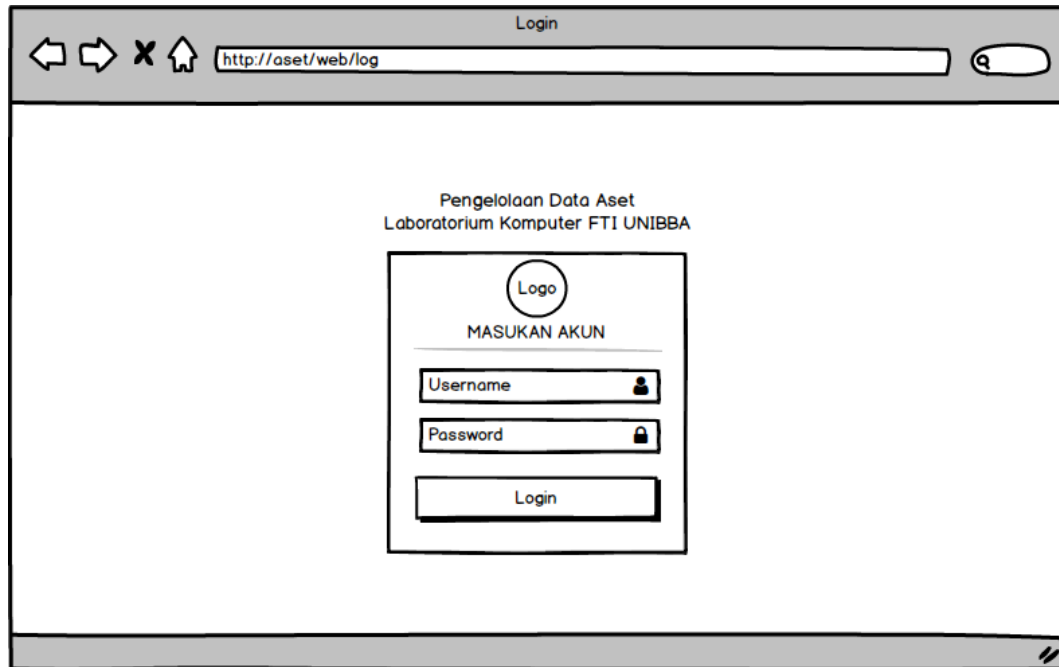 Login
http://aset/web/log
Pengelolaan Data Aset
Laboratorium Komputer FTI UNIBBA
Logo
MASUKAN AKUN
Username
Password
Login